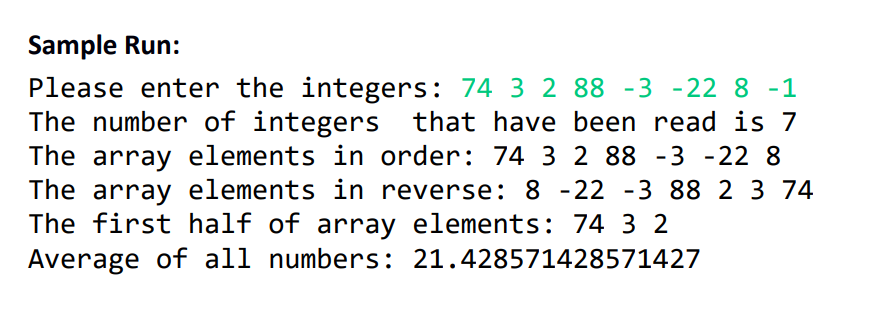 Sample Run:
Please enter the integers: 74 3 2 88 -3 -22 8 -1
The number of integers  that have been read is 7
The array elements in order: 74 3 2 88 -3 -22 8
The array elements in reverse: 8 -22 -3 88 2 3 74
The first half of array elements: 74 3 2
Average of all numbers: 21.428571428571427